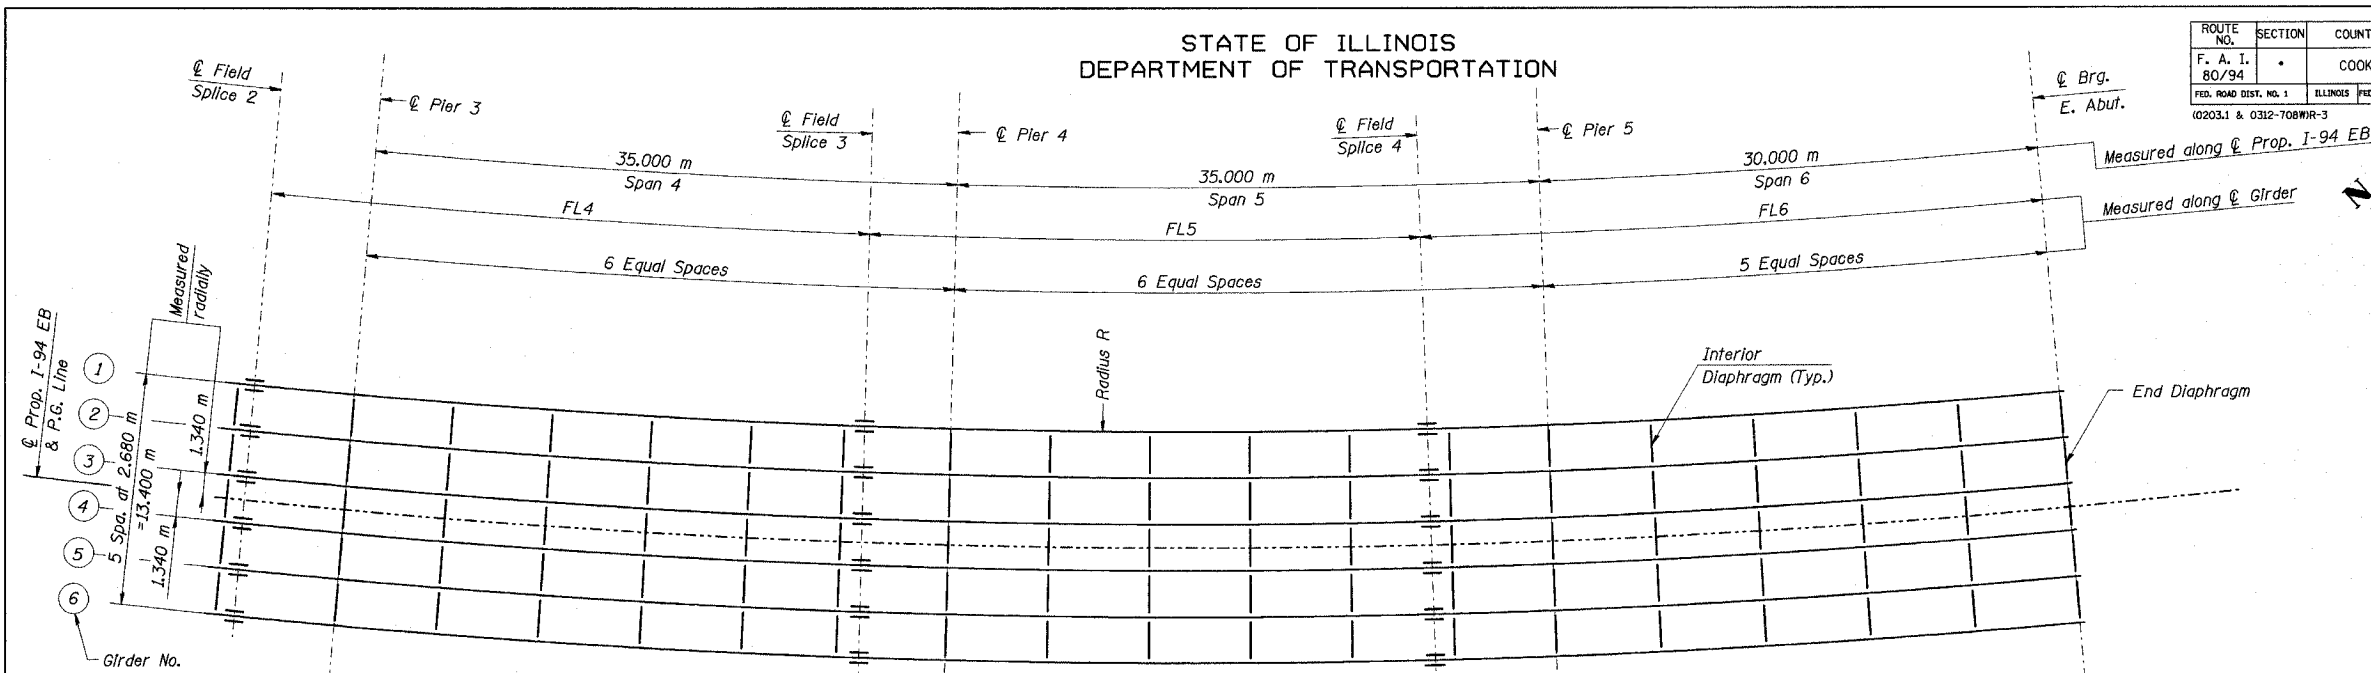 STATE OF ILLINOIS
DEPARTMENT OF TRANSPORTATION
ROUTE NO. SECTION COUNT
F. A. I. 80/94 • COOK
FED. ROAD DIST. NO. 1 ILLINOIS FED
(0203.1 & 0312-708W)R-3
℄ Field
Splice 2
℄ Pier 3
℄ Field
Splice 3
℄ Pier 4
℄ Field
Splice 4
℄ Pier 5
℄ Brg.
E. Abut.
35.000 m
Span 4
35.000 m
Span 5
30.000 m
Span 6
Measured along ℄ Prop. I-94 EB
FL4
FL5
FL6
Measured along ℄ Girder
N
6 Equal Spaces
6 Equal Spaces
5 Equal Spaces
Measured
radially
℄ Prop. I-94 EB
& P.G. Line
1
2
3
4
5
6
5 Spa. at 2.680 m
=13.400 m
1.340 m
1.340 m
Radius R
Interior
Diaphragm (Typ.)
End Diaphragm
Girder No.